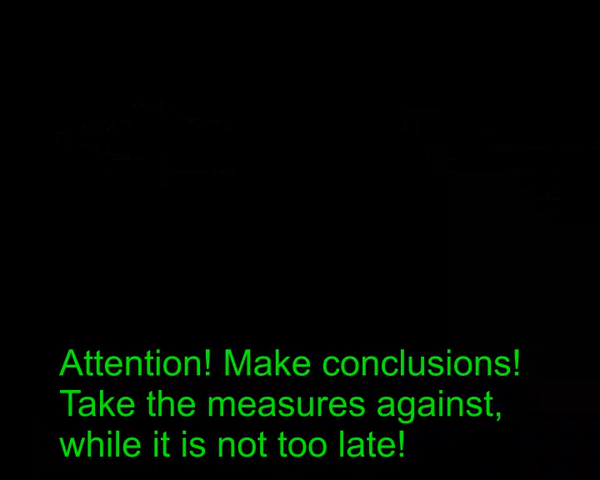 Attention! Make conclusions!
Take the measures against,
while it is not too late!